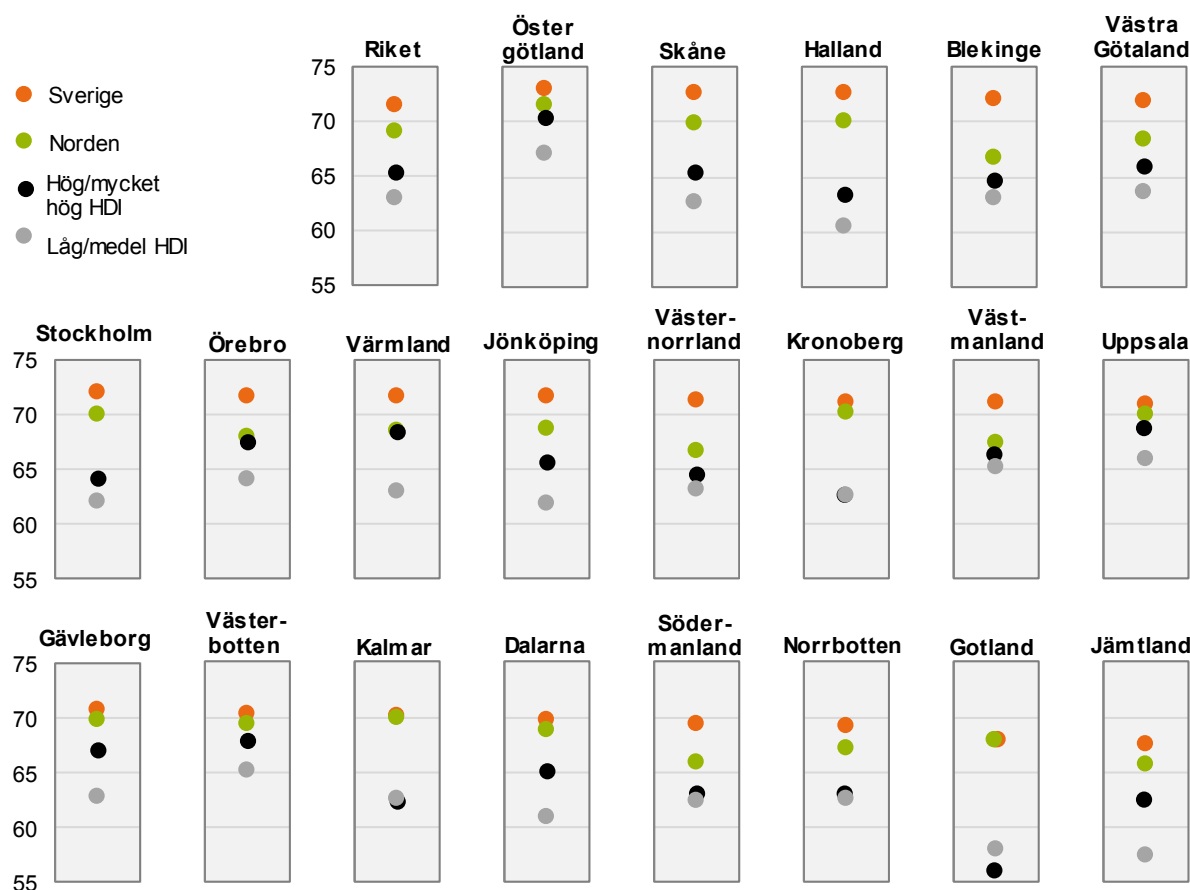 Sverige
Norden
Hög/mycket
hög HDI
Låg/medel HDI
Riket
Öster
götland
Skåne
Halland
Blekinge
Västra
Götaland
75
70
65
60
55
Stockholm
Örebro
Värmland
Jönköping
Väster-
norrland
Kronoberg
Väst-
manland
Uppsala
75
70
65
60
55
Gävleborg
Väster-
botten
Kalmar
Dalarna
Söder-
manland
Norrbotten
Gotland
Jämtland
75
70
65
60
55